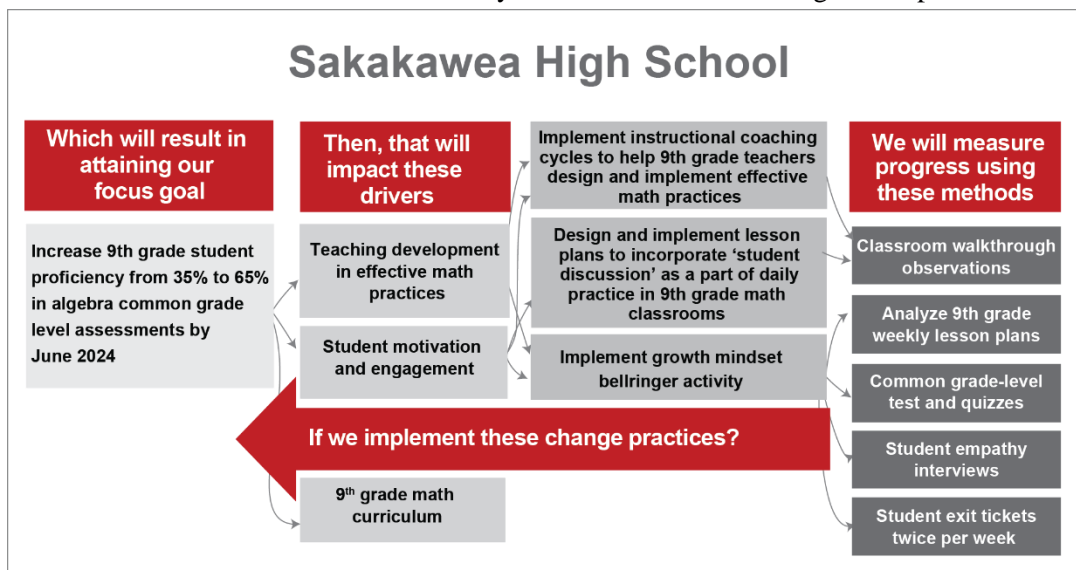 Sakakawea High School
Which will result in
attaining our
focus goal
Increase 9th grade student
proficiency from 35% to 65%
in algebra common grade
level assessments by
June 2024
Then, that will
impact these
drivers
Teaching development
in effective math
practices
Student motivation
and engagement
Implement instructional coaching
cycles to help 9th grade teachers
design and implement effective
math practices
Design and implement lesson
plans to incorporate ‘student
discussion’ as a part of daily
practice in 9th grade math
classrooms
Implement growth mindset
bellringer activity
We will measure
progress using
these methods
Classroom walkthrough
observations
Analyze 9th grade
weekly lesson plans
Common grade-level
test and quizzes
Student empathy
interviews
Student exit tickets
twice per week
If we implement these change practices?
9th grade math
curriculum